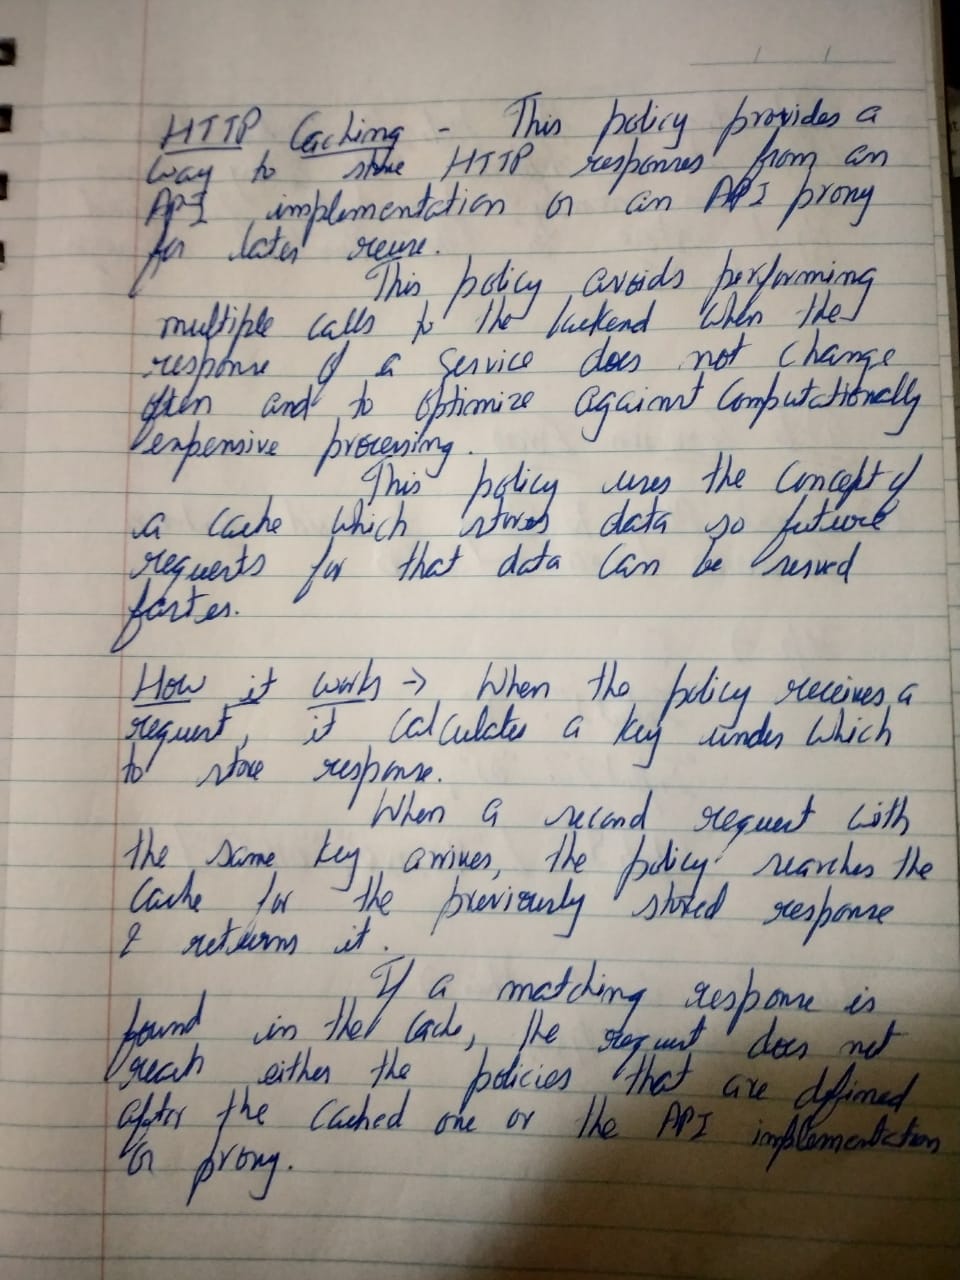 HTTP Caching - This policy provides a
way to store HTTP responses from an
API implementation or an API proxy
for later reuse.
This policy avoids performing
multiple calls to the backend when the
response of a service does not change
often and to optimize against computationally
expensive processing.
This policy uses the concept of
a cache which stores data so future
requests for that data can be served
faster.
How it works → When the policy receives a
request, it calculates a key under which
to store response.
When a second request with
the same key arrives, the policy searches the
cache for the previously stored response
& returns it.
If a matching response is
found in the cache, the request does not
reach either the policies that are defined
after the cached one or the API implementation
or proxy.